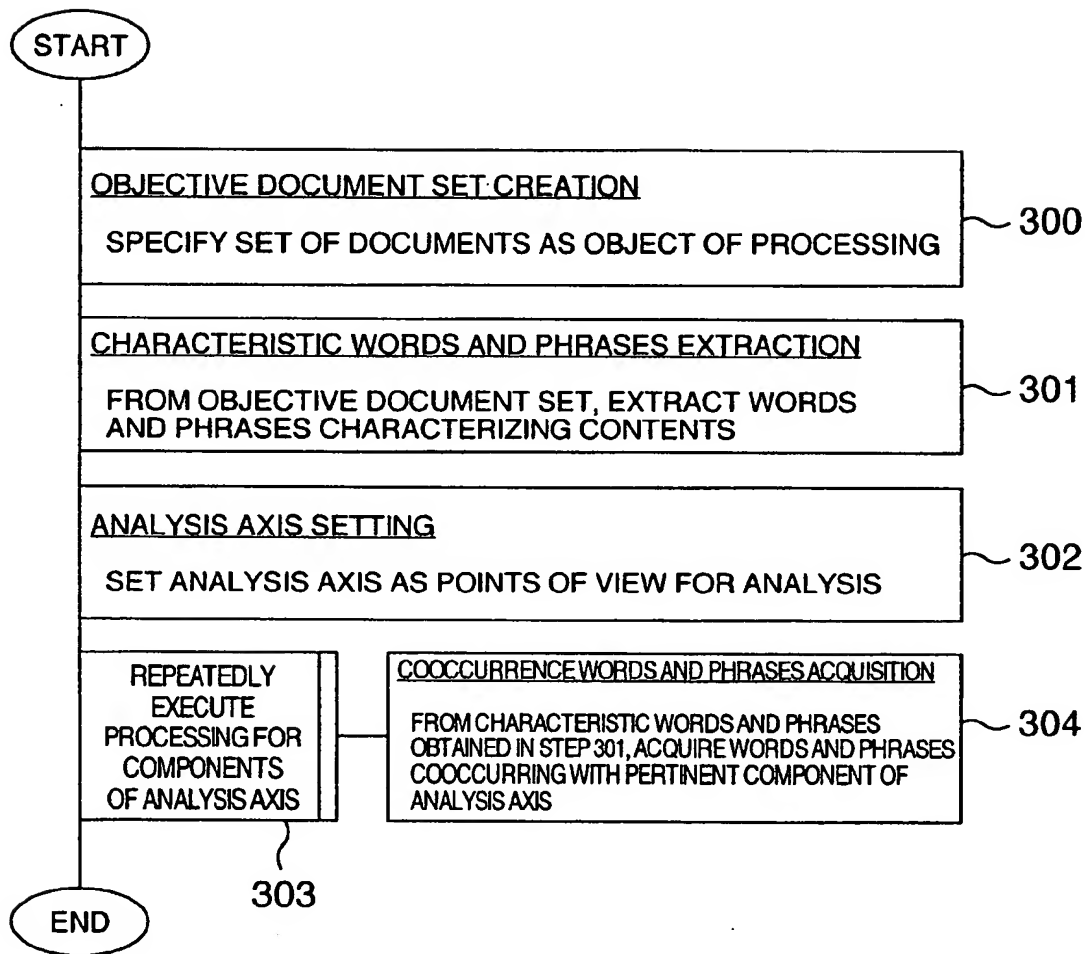 START
OBJECTIVE DOCUMENT SET CREATION
SPECIFY SET OF DOCUMENTS AS OBJECT OF PROCESSING
300
CHARACTERISTIC WORDS AND PHRASES EXTRACTION
FROM OBJECTIVE DOCUMENT SET, EXTRACT WORDS
AND PHRASES CHARACTERIZING CONTENTS
301
ANALYSIS AXIS SETTING
SET ANALYSIS AXIS AS POINTS OF VIEW FOR ANALYSIS
302
REPEATEDLY
EXECUTE
PROCESSING FOR
COMPONENTS
OF ANALYSIS AXIS
303
COOCCURRENCE WORDS AND PHRASES ACQUISITION
FROM CHARACTERISTIC WORDS AND PHRASES
OBTAINED IN STEP 301, ACQUIRE WORDS AND PHRASES
COOCCURRING WITH PERTINENT COMPONENT OF
ANALYSIS AXIS
304
END